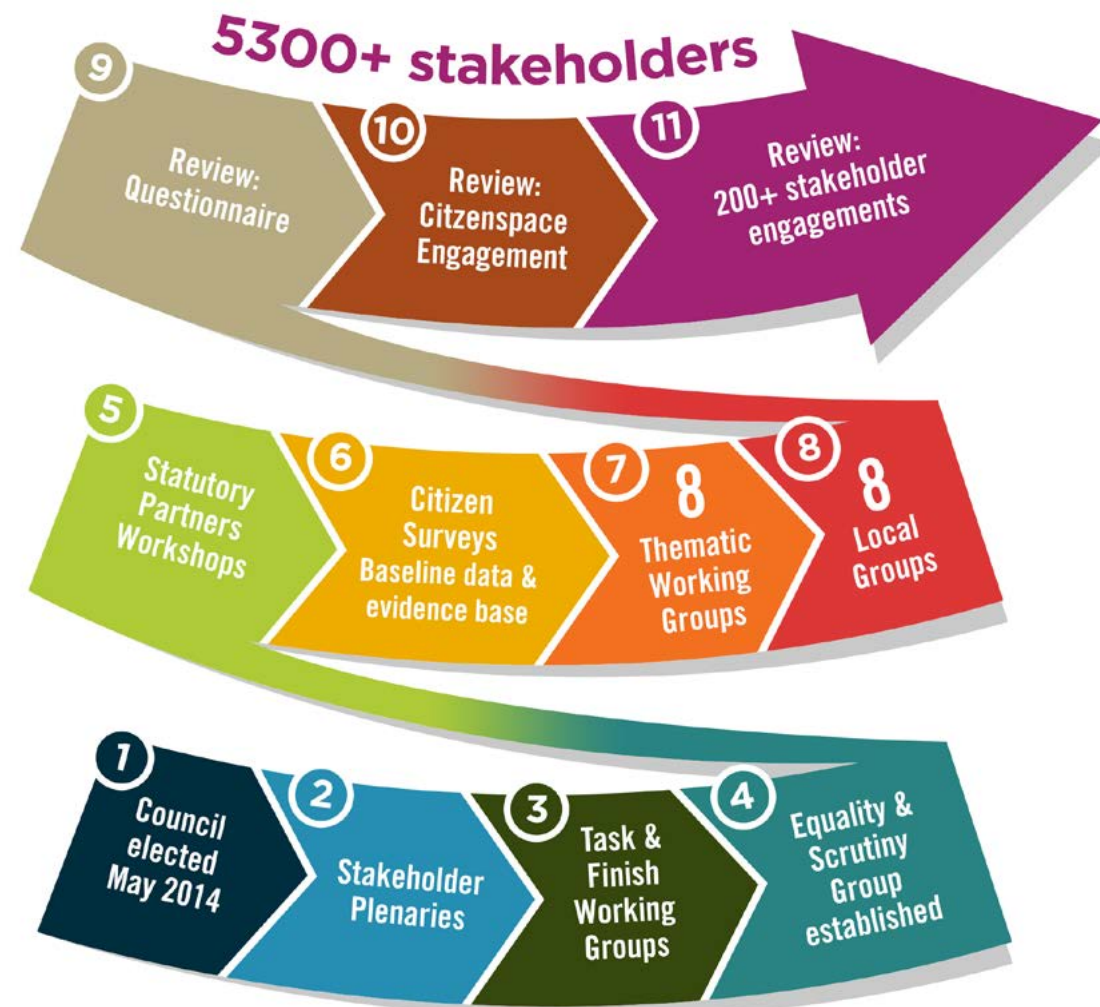 5300+ stakeholders
9
Review:
Questionnaire
10
Review:
Citzenspace
Engagement
11
Review:
200+ stakeholder
engagements
5
Statutory
Partners
Workshops
6
Citizen
Surveys
Baseline data &
evidence base
7
8
Thematic
Working
Groups
8
8
Local
Groups
1
Council
elected
May 2014
2
Stakeholder
Plenaries
3
Task &
Finish
Working
Groups
4
Equality &
Scrutiny
Group
established